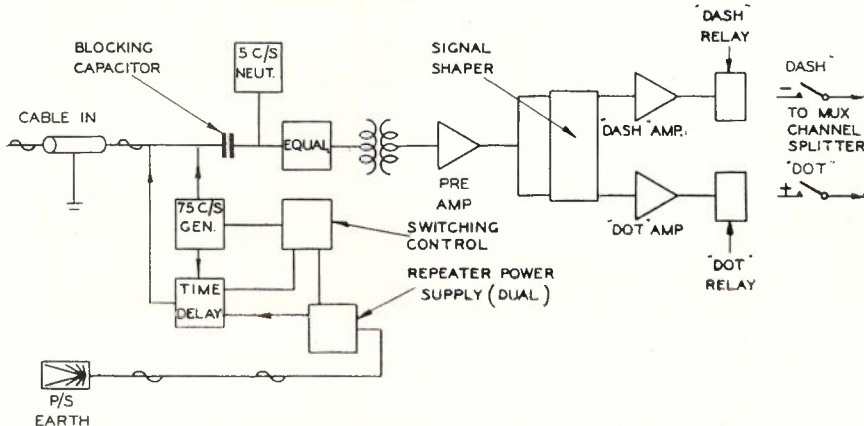 BLOCKING
CAPACITOR
5 C/S
NEUT.
CABLE IN
EQUAL.
75 C/S
GEN.
TIME
DELAY
SWITCHING
CONTROL
REPEATER POWER
SUPPLY (DUAL)
P/S
EARTH
PRE
AMP
SIGNAL
SHAPER
"DASH" AMP.
"DOT" AMP
"DASH"
RELAY
"DOT"
RELAY
DASH"
-
TO MUX
CHANNEL
SPLITTER
"DOT"
+